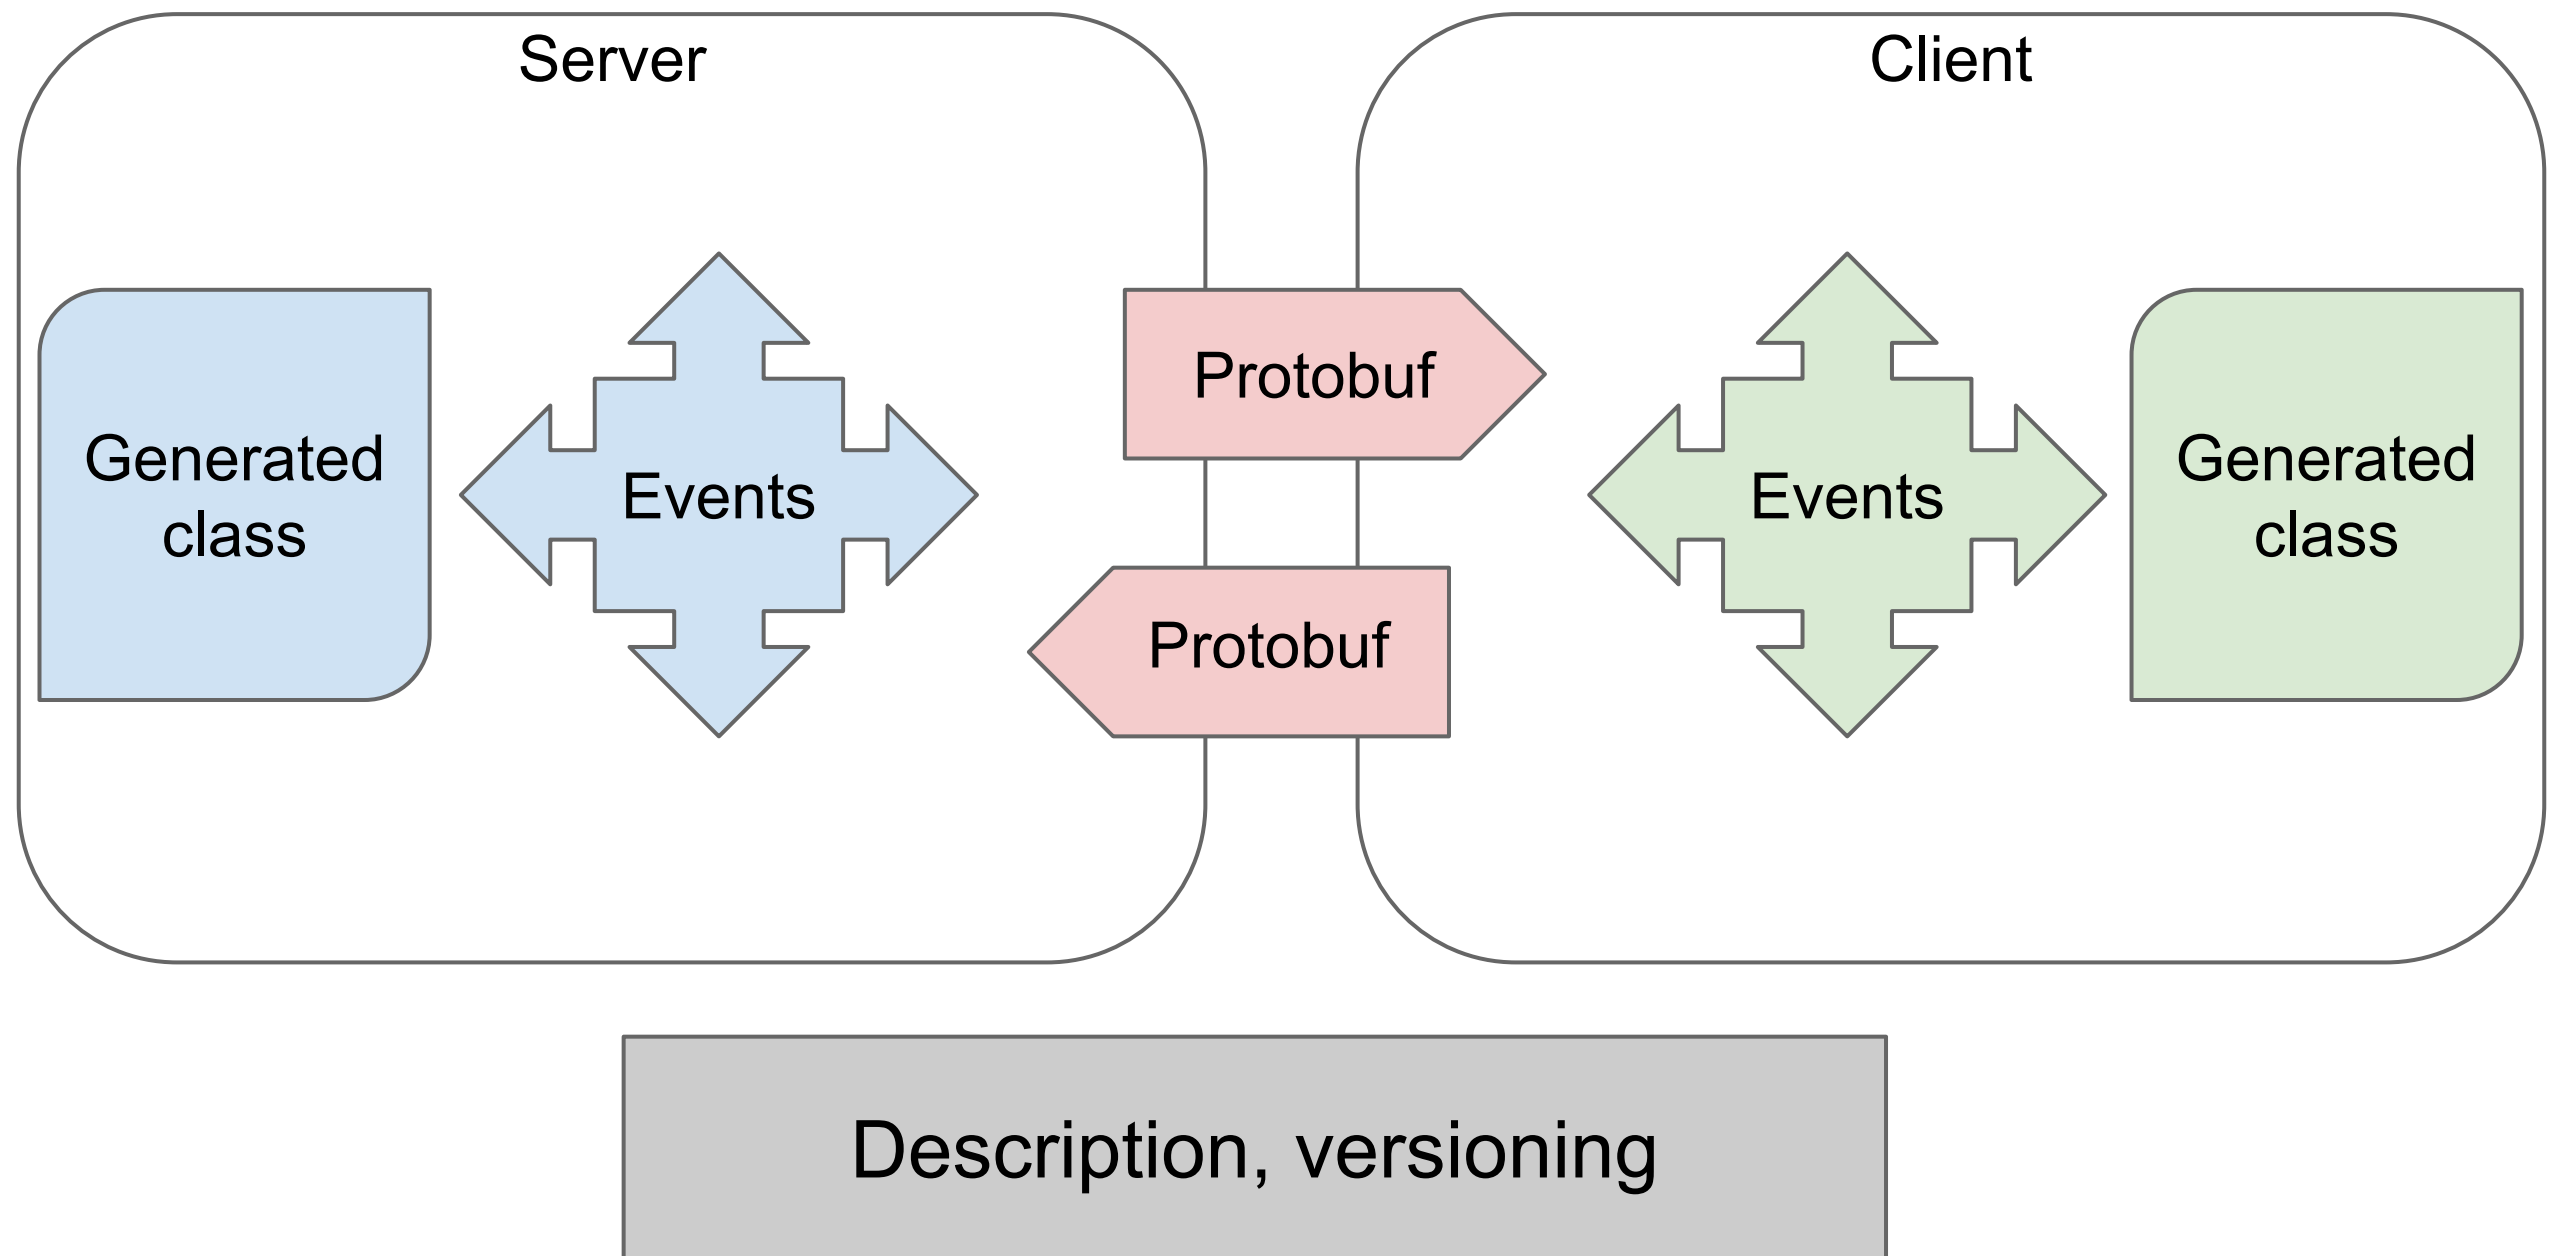 Server
Generated
class
Events
Protobuf
Protobuf
Client
Events
Generated
class
Description, versioning